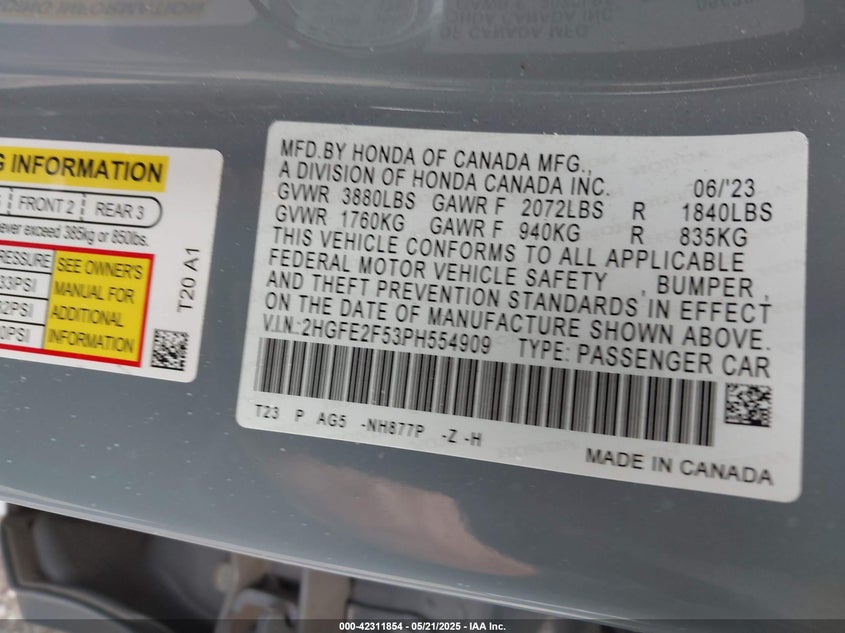 G INFORMATION
FRONT 2 REAR 3
never exceed 385kg or 850lbs.
PRESSURE
33PSI
32PSI
0PSI
SEE OWNER'S
MANUAL FOR
ADDITIONAL
INFORMATION
T20 A1
MFD.BY HONDA OF CANADA MFG.,
A DIVISION OF HONDA CANADA INC. 06/'23
GVWR 3880LBS GAWR F 2072LBS R 1840LBS
GVWR 1760KG GAWR F 940KG R 835KG
THIS VEHICLE CONFORMS TO ALL APPLICABLE
FEDERAL MOTOR VEHICLE SAFETY , BUMPER ,
AND THEFT PREVENTION STANDARDS IN EFFECT
ON THE DATE OF MANUFACTURE SHOWN ABOVE.
V.I.N.:2HGFE2F53PH554909 TYPE: PASSENGER CAR
T23 P AG5 -NH877P -Z -H
MADE IN CANADA
000-42311854 / 05/21/2025 - IAA Inc.